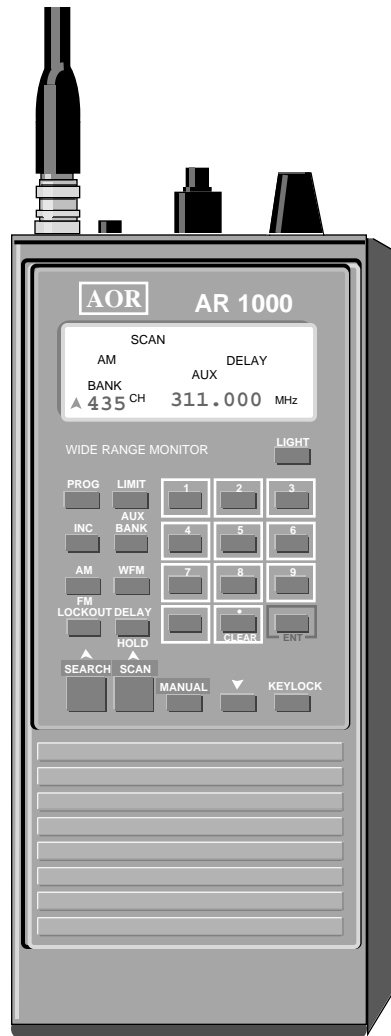 AOR AR 1000
SCAN
AM DELAY
AUX
BANK
435 CH 311.000 MHz
WIDE RANGE MONITOR LIGHT
PROG LIMIT 1 2 3
AUX
INC BANK 4 5 6
AM WFM 7 8 9
FM
LOCKOUT DELAY •
HOLD CLEAR ENT
SEARCH SCAN
MANUAL KEYLOCK